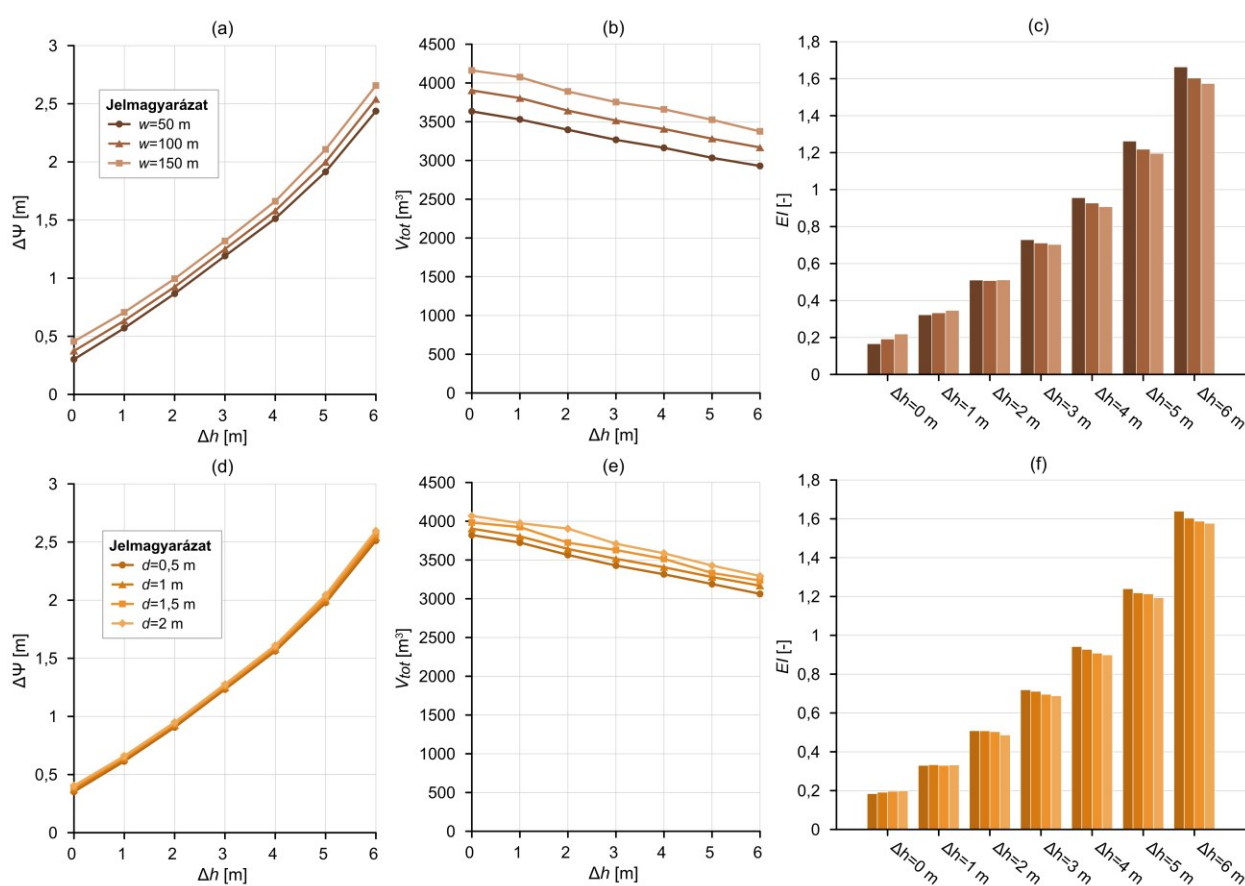 (a)
3
2,5
2
1,5
1
0,5
0
ΔΨ [m]
Jelmagyarázat
w=50 m
w=100 m
w=150 m
0 1 2 3 4 5 6
Δh [m]
(b)
4500
4000
3500
3000
2500
2000
1500
1000
500
0
Vtot [m³]
0 1 2 3 4 5 6
Δh [m]
(c)
1,8
1,6
1,4
1,2
1
0,8
0,6
0,4
0,2
0
EI [-]
Δh=0 m
Δh=1 m
Δh=2 m
Δh=3 m
Δh=4 m
Δh=5 m
Δh=6 m
(d)
3
2,5
2
1,5
1
0,5
0
ΔΨ [m]
Jelmagyarázat
d=0,5 m
d=1 m
d=1,5 m
d=2 m
0 1 2 3 4 5 6
Δh [m]
(e)
4500
4000
3500
3000
2500
2000
1500
1000
500
0
Vtot [m³]
0 1 2 3 4 5 6
Δh [m]
(f)
1,8
1,6
1,4
1,2
1
0,8
0,6
0,4
0,2
0
EI [-]
Δh=0 m
Δh=1 m
Δh=2 m
Δh=3 m
Δh=4 m
Δh=5 m
Δh=6 m